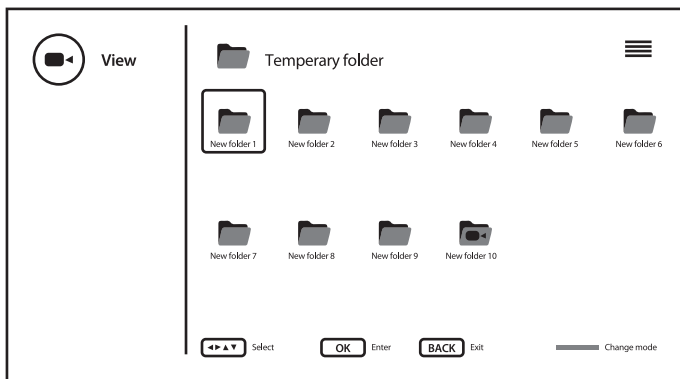 View
Temperary folder
New folder 1 New folder 2 New folder 3 New folder 4 New folder 5 New folder 6
New folder 7 New folder 8 New folder 9 New folder 10
Select OK Enter BACK Exit Change mode